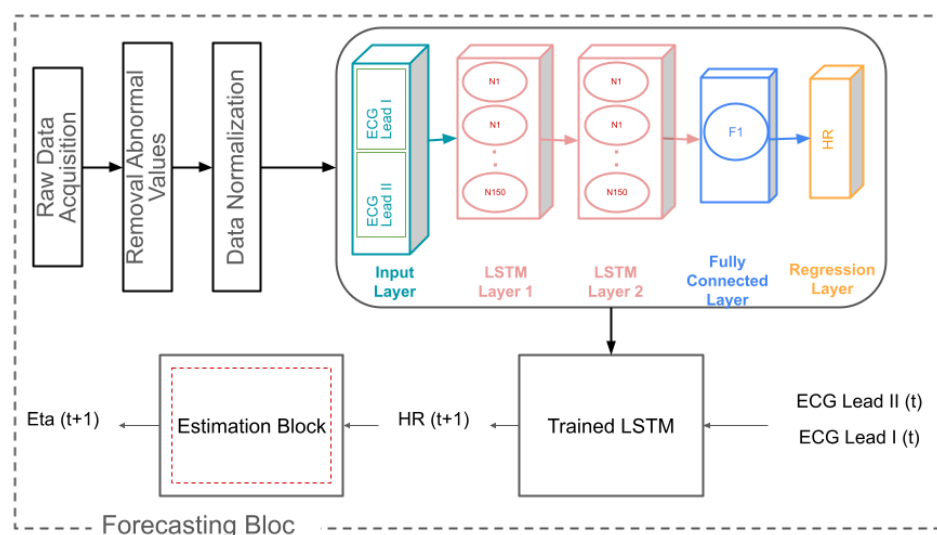 Raw Data
Acquisition
Removal Abnormal
Values
Data Normalization
ECG
Lead I
ECG
Lead II
Input
Layer
N1
N1
N150
LSTM
Layer 1
N1
N1
N150
LSTM
Layer 2
F1
Fully
Connected
Layer
HR
Regression
Layer
Eta (t+1)
Estimation Block
HR (t+1)
Trained LSTM
ECG Lead II (t)
ECG Lead I (t)
Forecasting Bloc